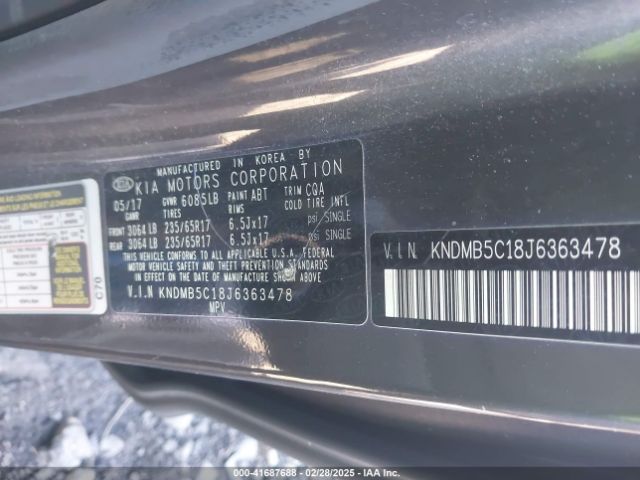 MANUFACTURED IN KOREA BY
KIA MOTORS CORPORATION
05/17 GVWR 6085LB PAINT ABT TRIM CQA
GAWR TIRES RIMS COLD TIRE INFL
FRONT 3064LB 235/65R17 6.5Jx17 psi SINGLE
REAR 3064LB 235/65R17 6.5Jx17 psi SINGLE
THIS VEHICLE CONFORMS TO ALL APPLICABLE U.S.A. FEDERAL
MOTOR VEHICLE SAFETY AND THEFT PREVENTION STANDARDS
IN EFFECT ON THE DATE OF MANUFACTURE SHOWN ABOVE
V.I.N KNDMB5C18J6363478
MPV
C70
V.I.N. KNDMB5C18J6363478
000-41687688 - 02/28/2025 - IAA Inc.